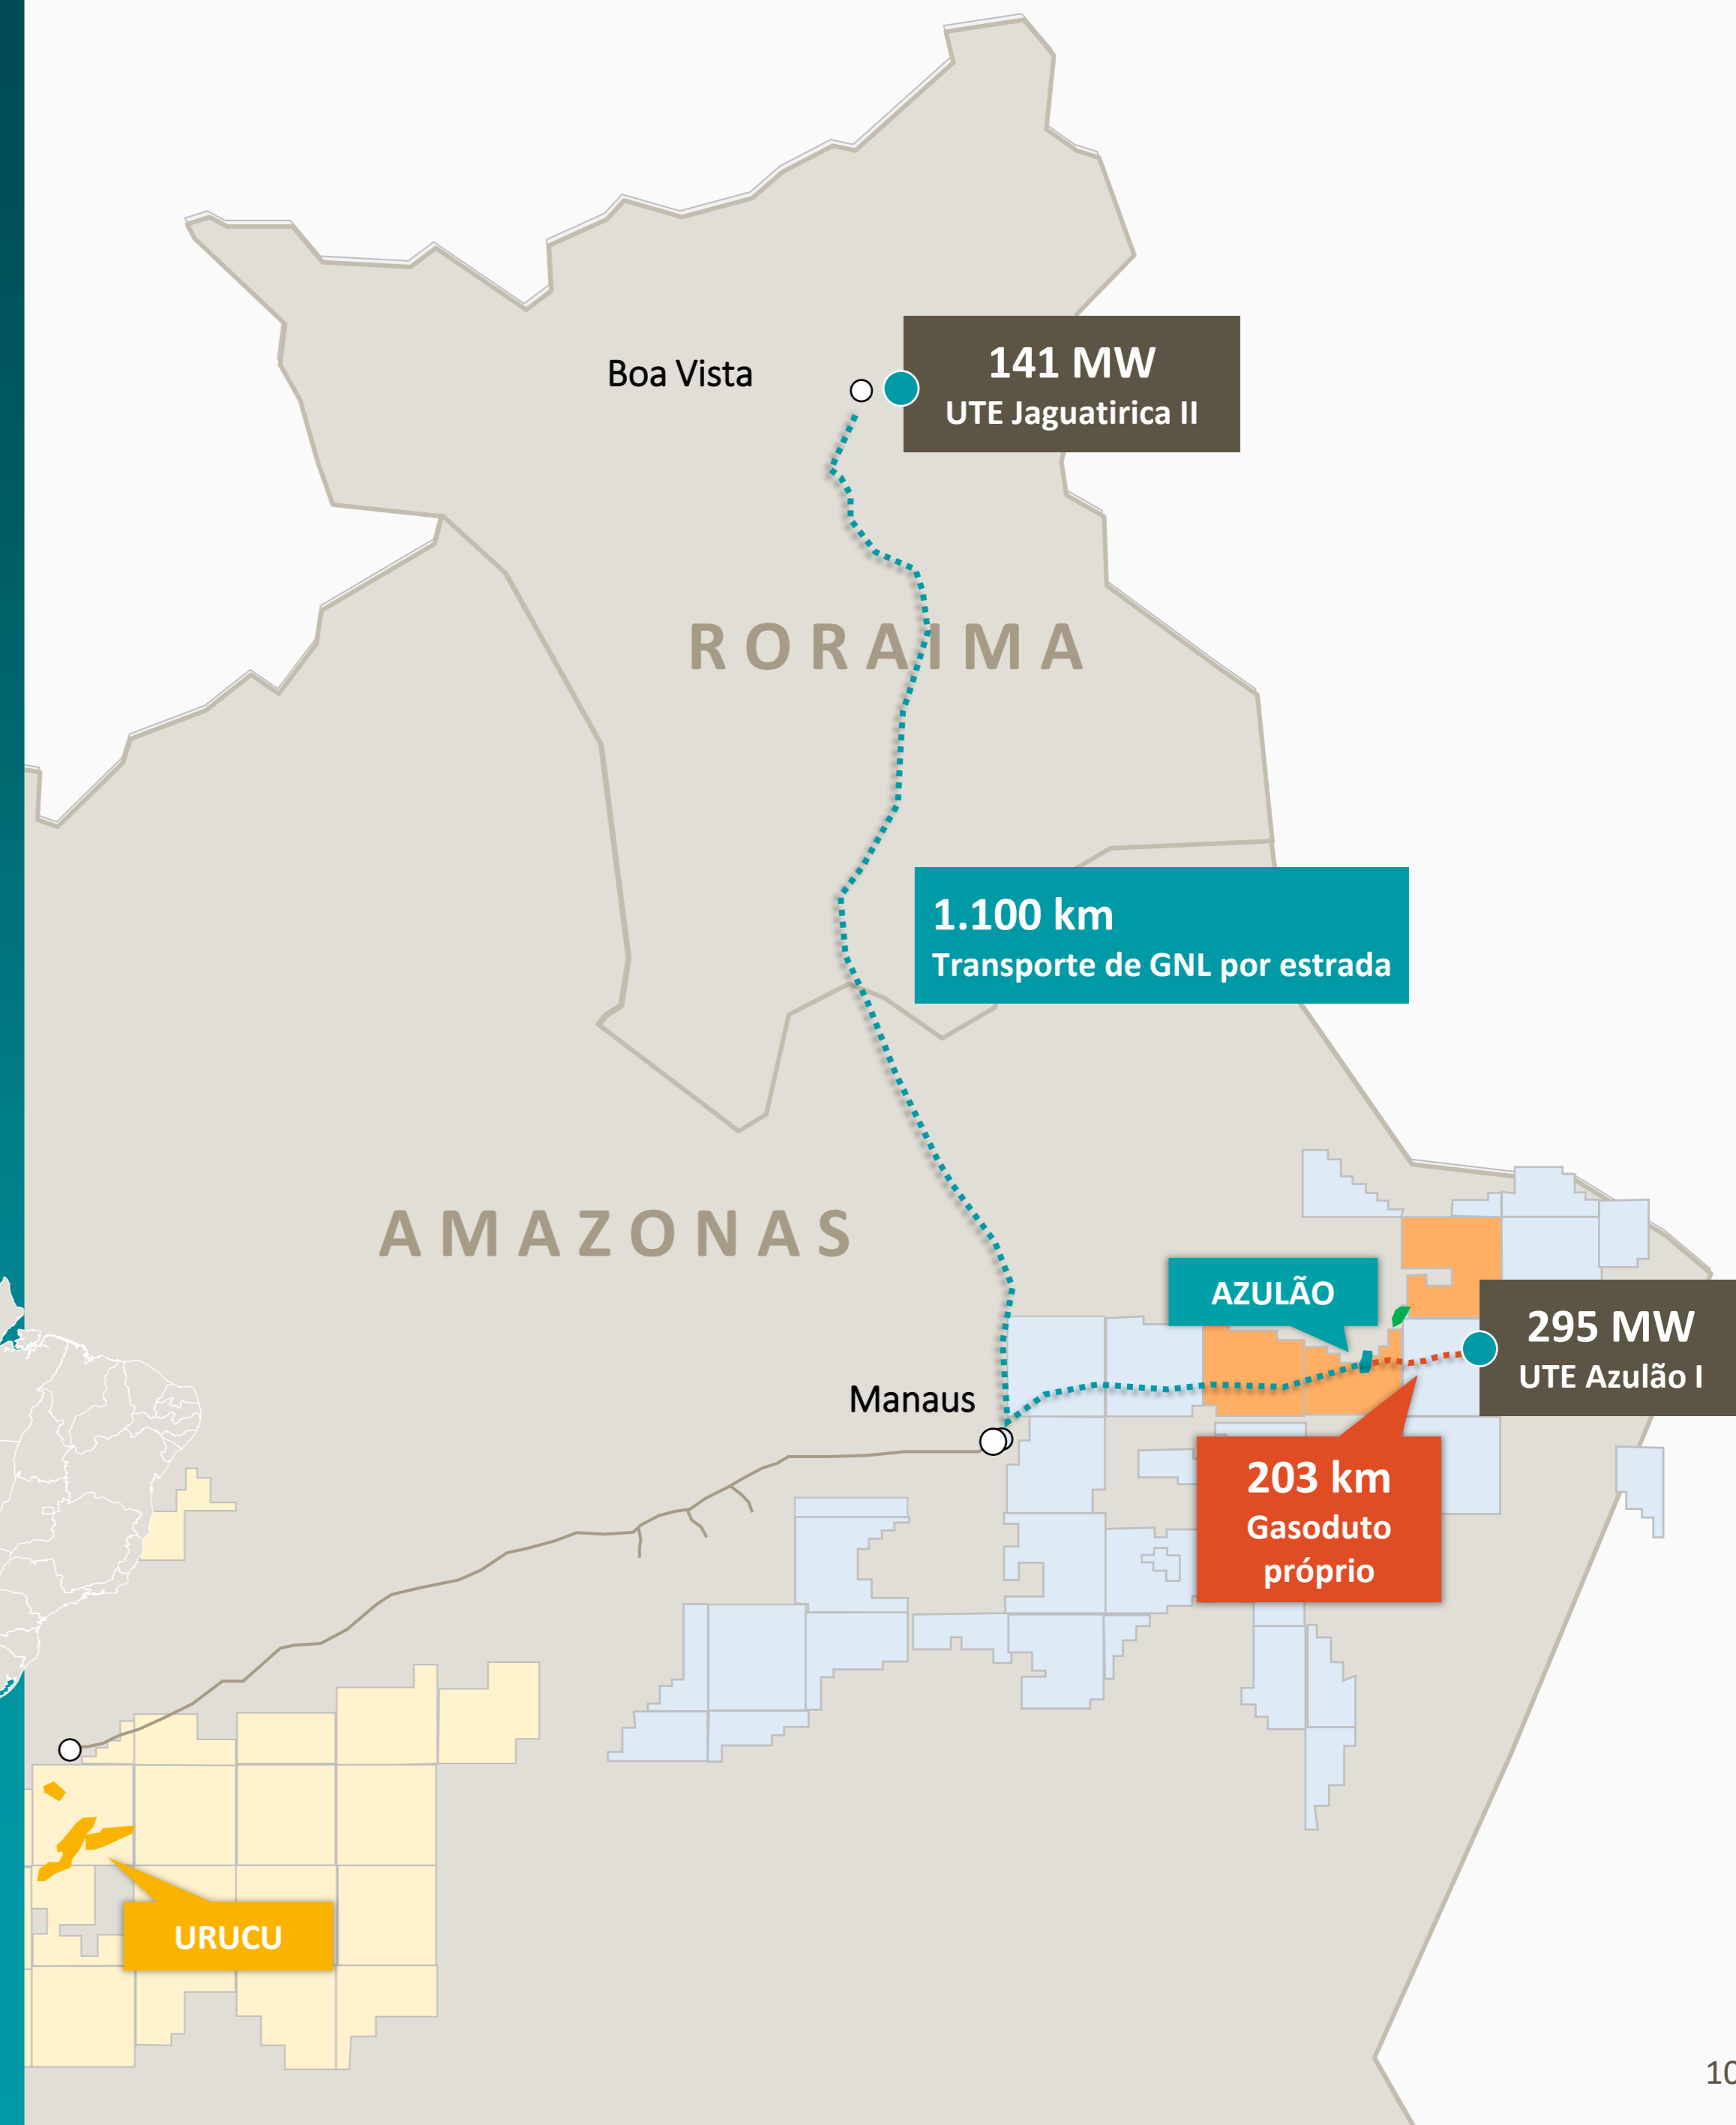 141 MW
UTE Jaguatirica II
Boa Vista
RORAIMA
1.100 km
Transporte de GNL por estrada
AMAZONAS
AZULÃO
295 MW
UTE Azulão I
Manaus
203 km
Gasoduto
próprio
URUCU
10